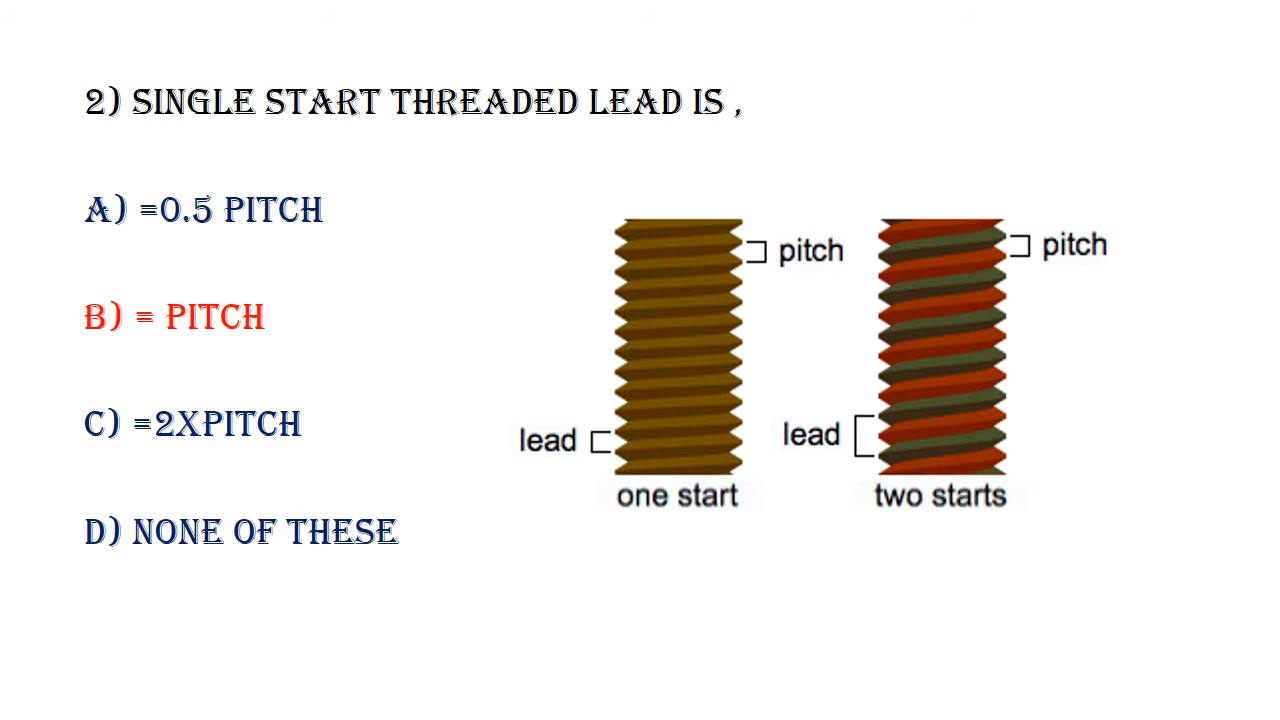 2) SINGLE START THREADED LEAD IS ,
A) =0.5 PITCH
B) = PITCH
C) =2XPITCH
D) NONE OF THESE
pitch
pitch
lead
lead
one start
two starts